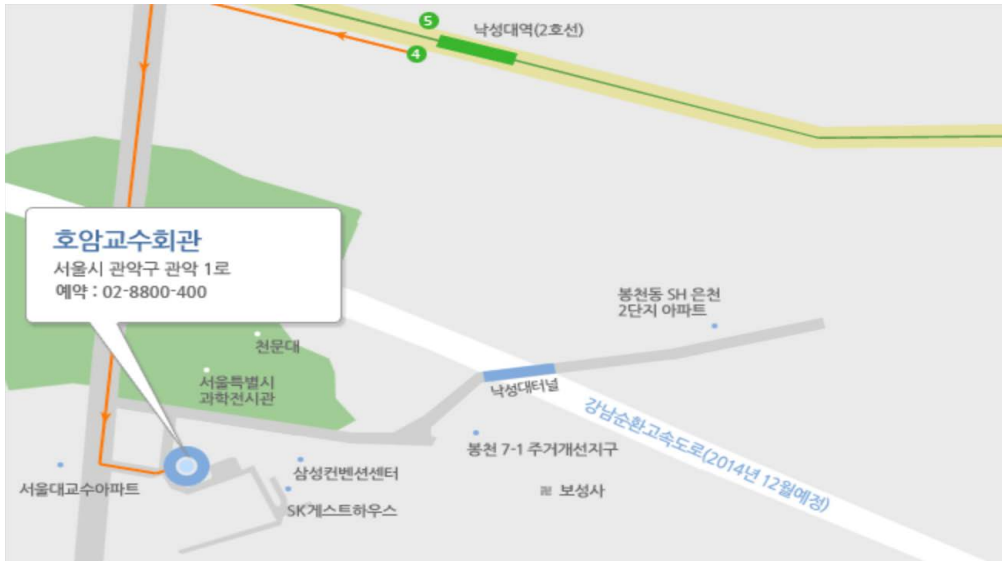 5
낙성대역(2호선)
4
호암교수회관
서울시 관악구 관악 1로
예약 : 02-8800-400
봉천동 SH 은천
2단지 아파트
천문대
서울특별시
과학전시관
낙성대터널
강남순환고속도로(2014년 12월예정)
봉천 7-1 주거개선지구
삼성컨벤션센터
서울대교수아파트
卍 보성사
SK게스트하우스